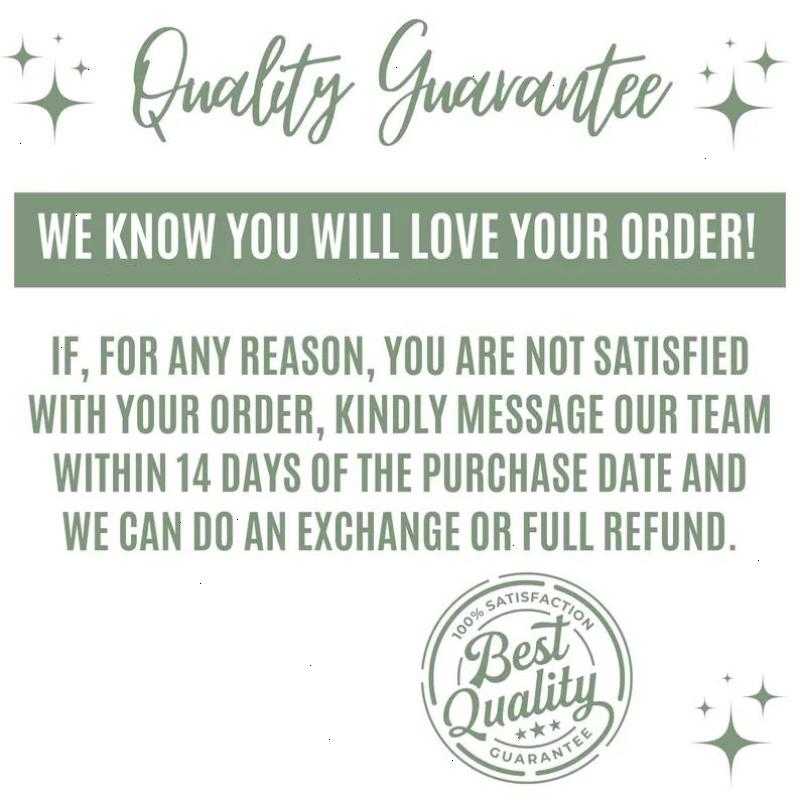 Quality Guarantee
WE KNOW YOU WILL LOVE YOUR ORDER!
IF, FOR ANY REASON, YOU ARE NOT SATISFIED
WITH YOUR ORDER, KINDLY MESSAGE OUR TEAM
WITHIN 14 DAYS OF THE PURCHASE DATE AND
WE CAN DO AN EXCHANGE OR FULL REFUND.
100% SATISFACTION
Best
Quality
GUARANTEE